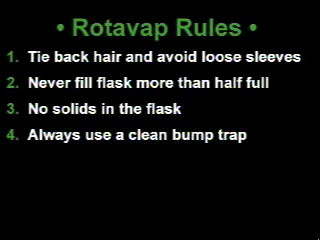 • Rotavap Rules •
1. Tie back hair and avoid loose sleeves
2. Never fill flask more than half full
3. No solids in the flask
4. Always use a clean bump trap